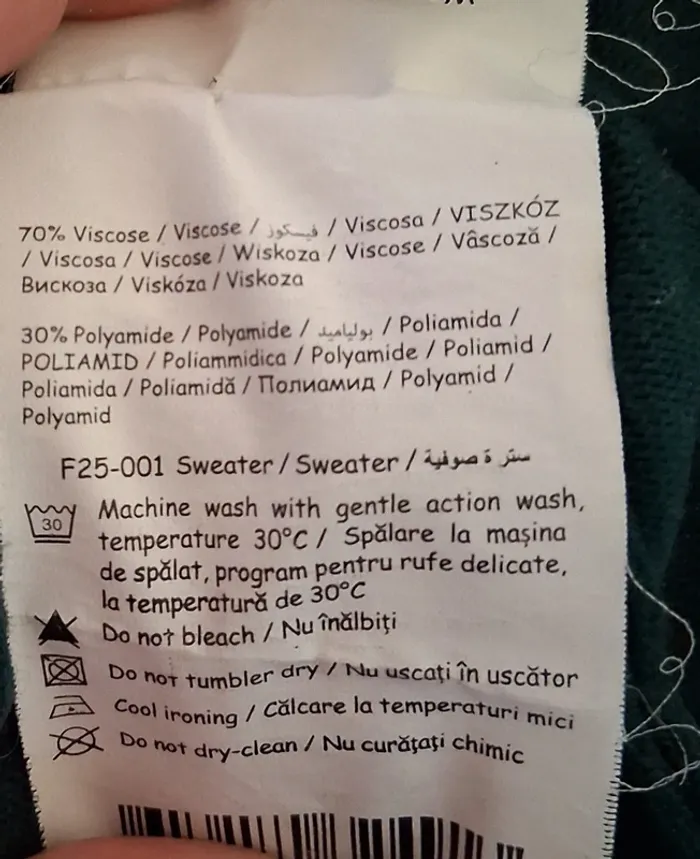 70% Viscose / Viscose / فيسكوز / Viscosa / VISZKÓZ
/ Viscosa / Viscose / Wiskoza / Viscose / Vâscoză /
Вискоза / Viskóza / Viskoza
30% Polyamide / Polyamide / بولياميد / Poliamida /
POLIAMID / Poliammidica / Polyamide / Poliamid /
Poliamida / Poliamidă / Полиамид / Polyamid /
Polyamid
F25-001 Sweater / Sweater / سترة صوفية
30
Machine wash with gentle action wash,
temperature 30°C / Spălare la mașina
de spălat, program pentru rufe delicate,
la temperatură de 30°C
Do not bleach / Nu înălbiți
Do not tumbler dry / Nu uscați în uscător
Cool ironing / Călcare la temperaturi mici
Do not dry-clean / Nu curățați chimic